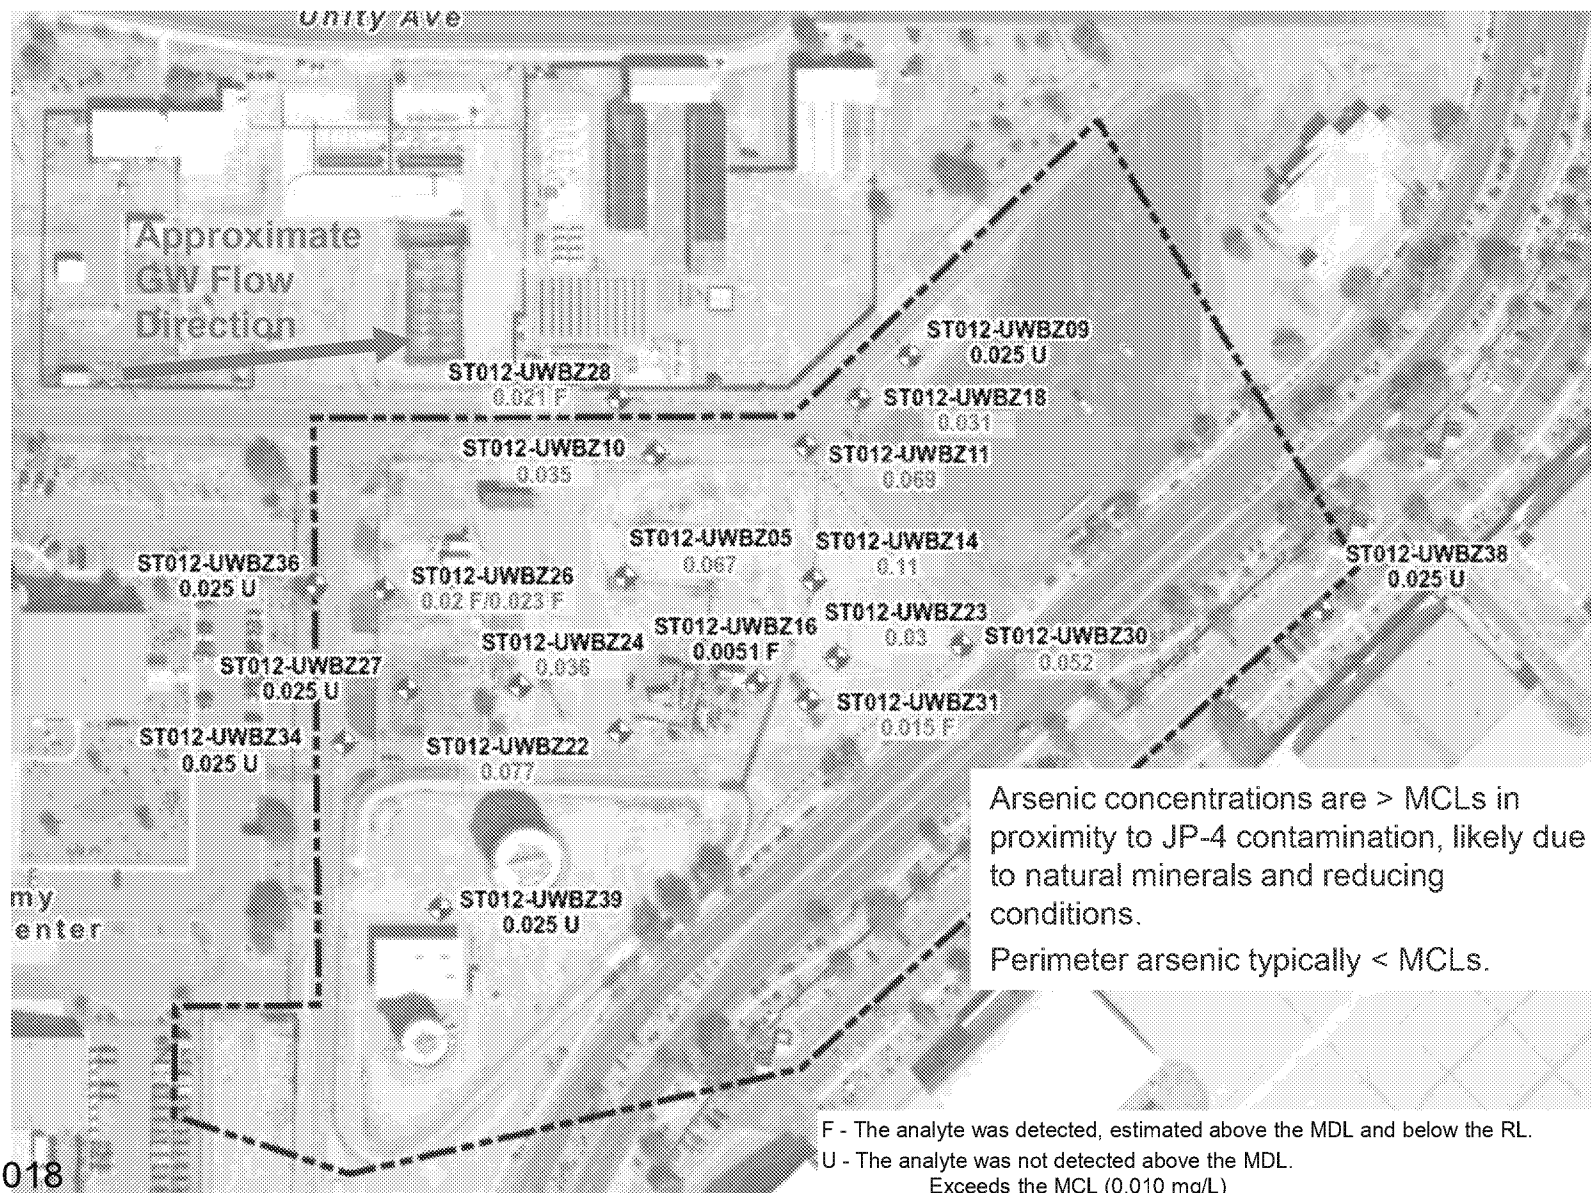 Unity Ave
Approximate
GW Flow
Direction
ST012-UWBZ09
0.025 U
ST012-UWBZ28
0.021 F
ST012-UWBZ18
0.031
ST012-UWBZ10
0.035
ST012-UWBZ11
0.069
ST012-UWBZ05
0.067
ST012-UWBZ14
0.11
ST012-UWBZ38
0.025 U
ST012-UWBZ36
0.025 U
ST012-UWBZ26
0.02 F/0.023 F
ST012-UWBZ23
0.03
ST012-UWBZ16
0.0051 F
ST012-UWBZ30
0.052
ST012-UWBZ24
0.036
ST012-UWBZ27
0.025 U
ST012-UWBZ31
0.015 F
ST012-UWBZ34
0.025 U
ST012-UWBZ22
0.077
Arsenic concentrations are > MCLs in
proximity to JP-4 contamination, likely due
to natural minerals and reducing
conditions.
Perimeter arsenic typically < MCLs.
my
enter
ST012-UWBZ39
0.025 U
F - The analyte was detected, estimated above the MDL and below the RL.
U - The analyte was not detected above the MDL.
Exceeds the MCL (0.010 mg/L)
018